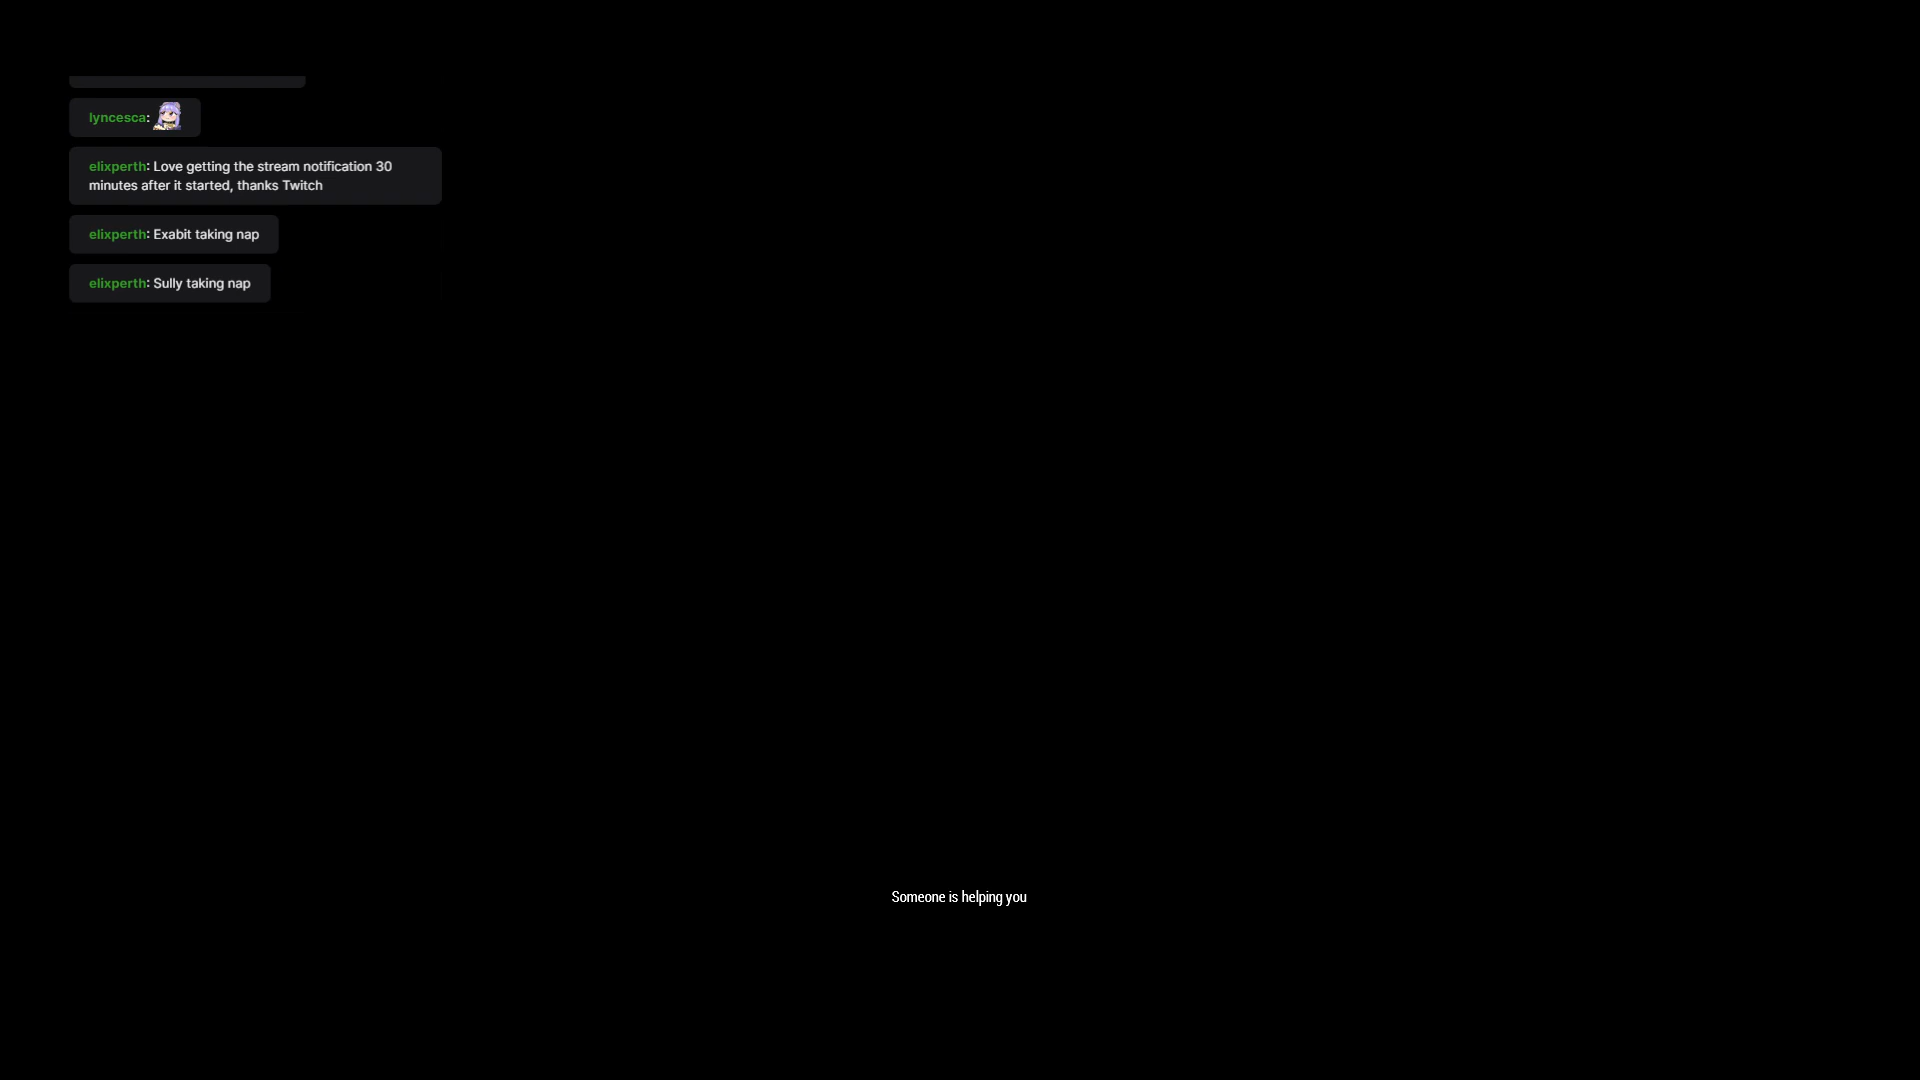 lyncesca:
elixperth: Love getting the stream notification 30
minutes after it started, thanks Twitch
elixperth: Exabit taking nap
elixperth: Sully taking nap
Someone is helping you